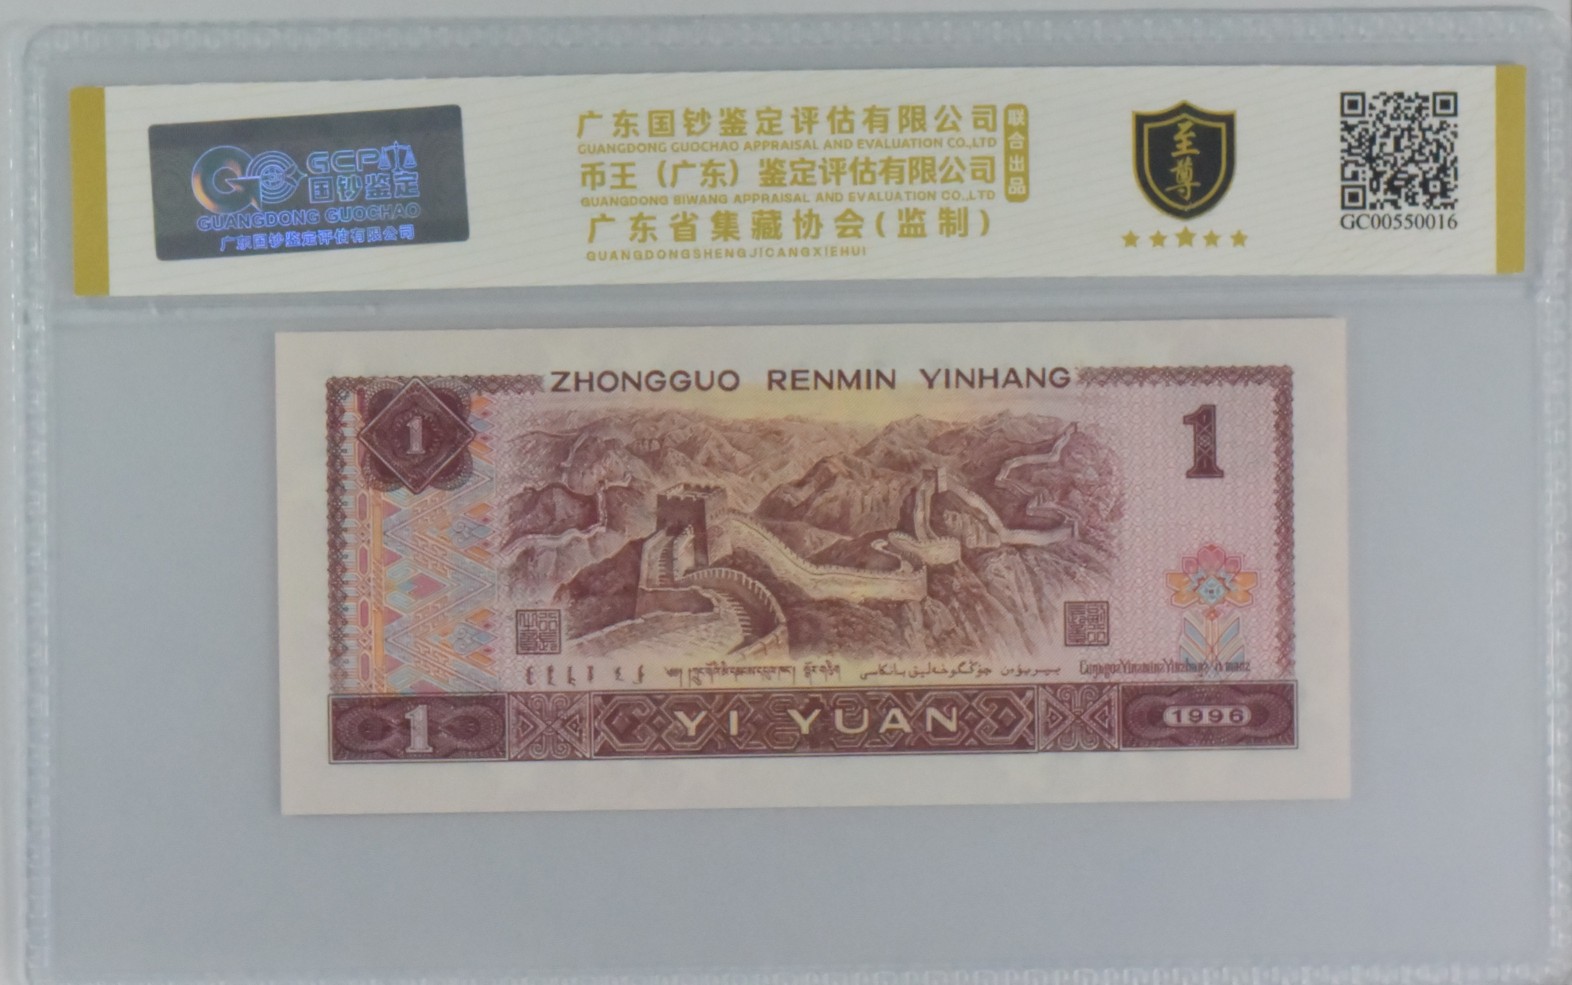 GCP
国钞鉴定
GUANGDONG GUOCHAO
广东国钞鉴定评估有限公司
广东国钞鉴定评估有限公司
GUANGDONG GUOCHAO APPRAISAL AND EVALUATION CO.,LTD
币王（广东）鉴定评估有限公司
GUANGDONG BIWANG APPRAISAL AND EVALUATION CO.,LTD
广东省集藏协会(监制)
GUANGDONGSHENGJICANGXIEHUI
联合出品
至尊
GC00550016
ZHONGGUO RENMIN YINHANG
1
1
1
YI YUAN
1996